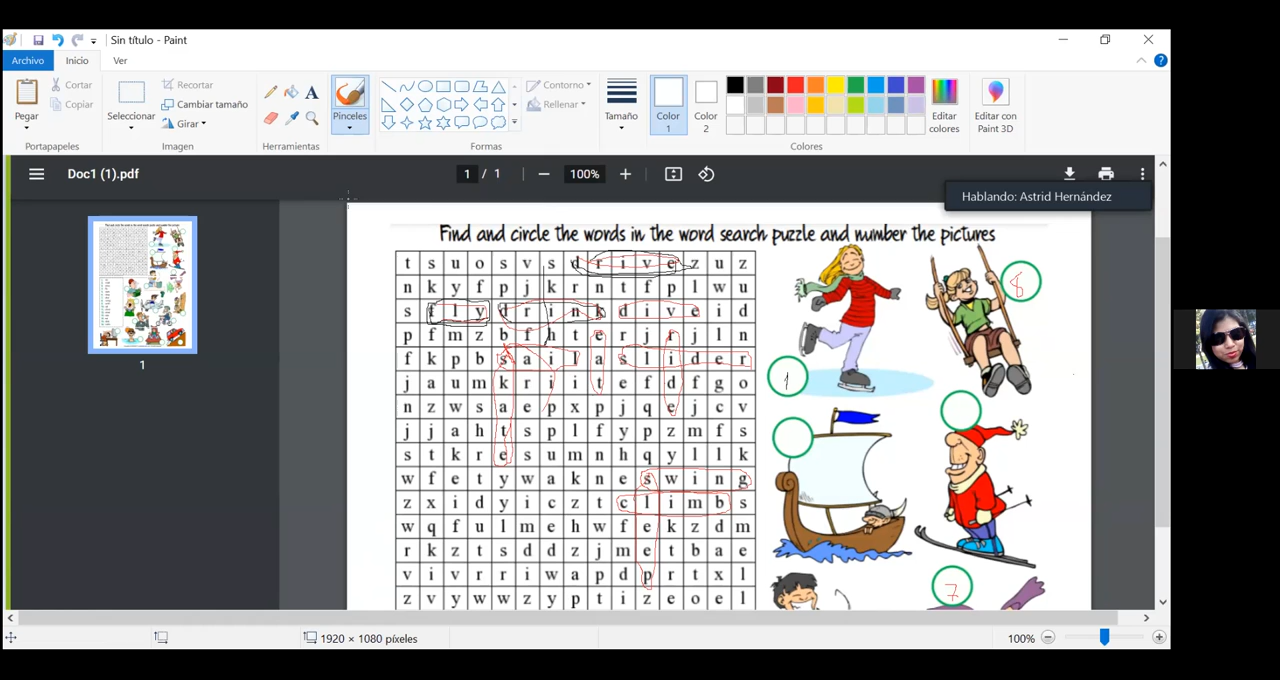 Sin título - Paint
Archivo Inicio Ver
Pegar
Cortar
Copiar
Portapapeles
Seleccionar
Recortar
Cambiar tamaño
Girar
Imagen
A
Herramientas
Pinceles
Contorno
Rellenar
Formas
Tamaño
Color 1
Color 2
Editar colores
Colores
Editar con Paint 3D
Doc1 (1).pdf
1 / 1
100%
Hablando: Astrid Hernández
1
Find and circle the words in the word search puzzle and number the pictures
t s u o s v s d r i v e z u z
n k y f p j k r n t f p l w u
s f l y d r i n k d i v e i d
p f m z b f h t e r j r j l n
f k p b s a i l a s l i d e r
j a u m k r i i t e f d f g o
n z w s a e p x p j q e j c v
j j a h t s p l f y p z m f s
s t k r e s u m n h q y l l k
w f e t y w a k n e s w i n g
z x i d y i c z t c l i m b s
w q f u l m e h w f e k z d m
r k z t s d d z j m e t b a e
v i v r r i w a p d p r t x l
z v y w w z y p t i z e o e l
8
1
7
1920 × 1080 píxeles
100%